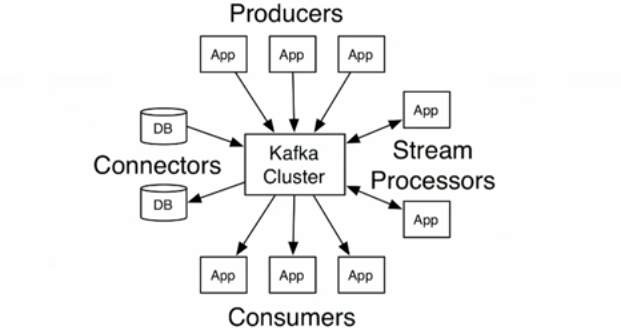 Producers
App
App
App
DB
App
Kafka
Cluster
Connectors
Stream
Processors
DB
App
App
App
App
Consumers